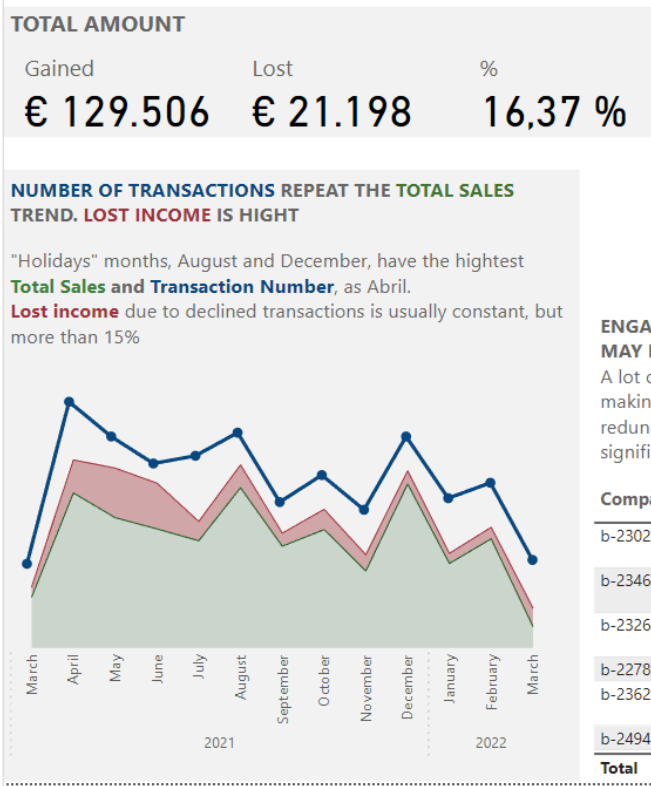 TOTAL AMOUNT
Gained Lost %
€ 129.506 € 21.198 16,37 %
NUMBER OF TRANSACTIONS REPEAT THE TOTAL SALES
TREND. LOST INCOME IS HIGHT
"Holidays" months, August and December, have the hightest
Total Sales and Transaction Number, as Abril.
Lost income due to declined transactions is usually constant, but
more than 15%
March
April
May
June
July
August
September
October
November
December
January
February
March
2021
2022
ENGA
MAY
A lot
makin
redun
signifi
Compa
b-2302
b-2346
b-2326
b-2278
b-2362
b-2494
Total